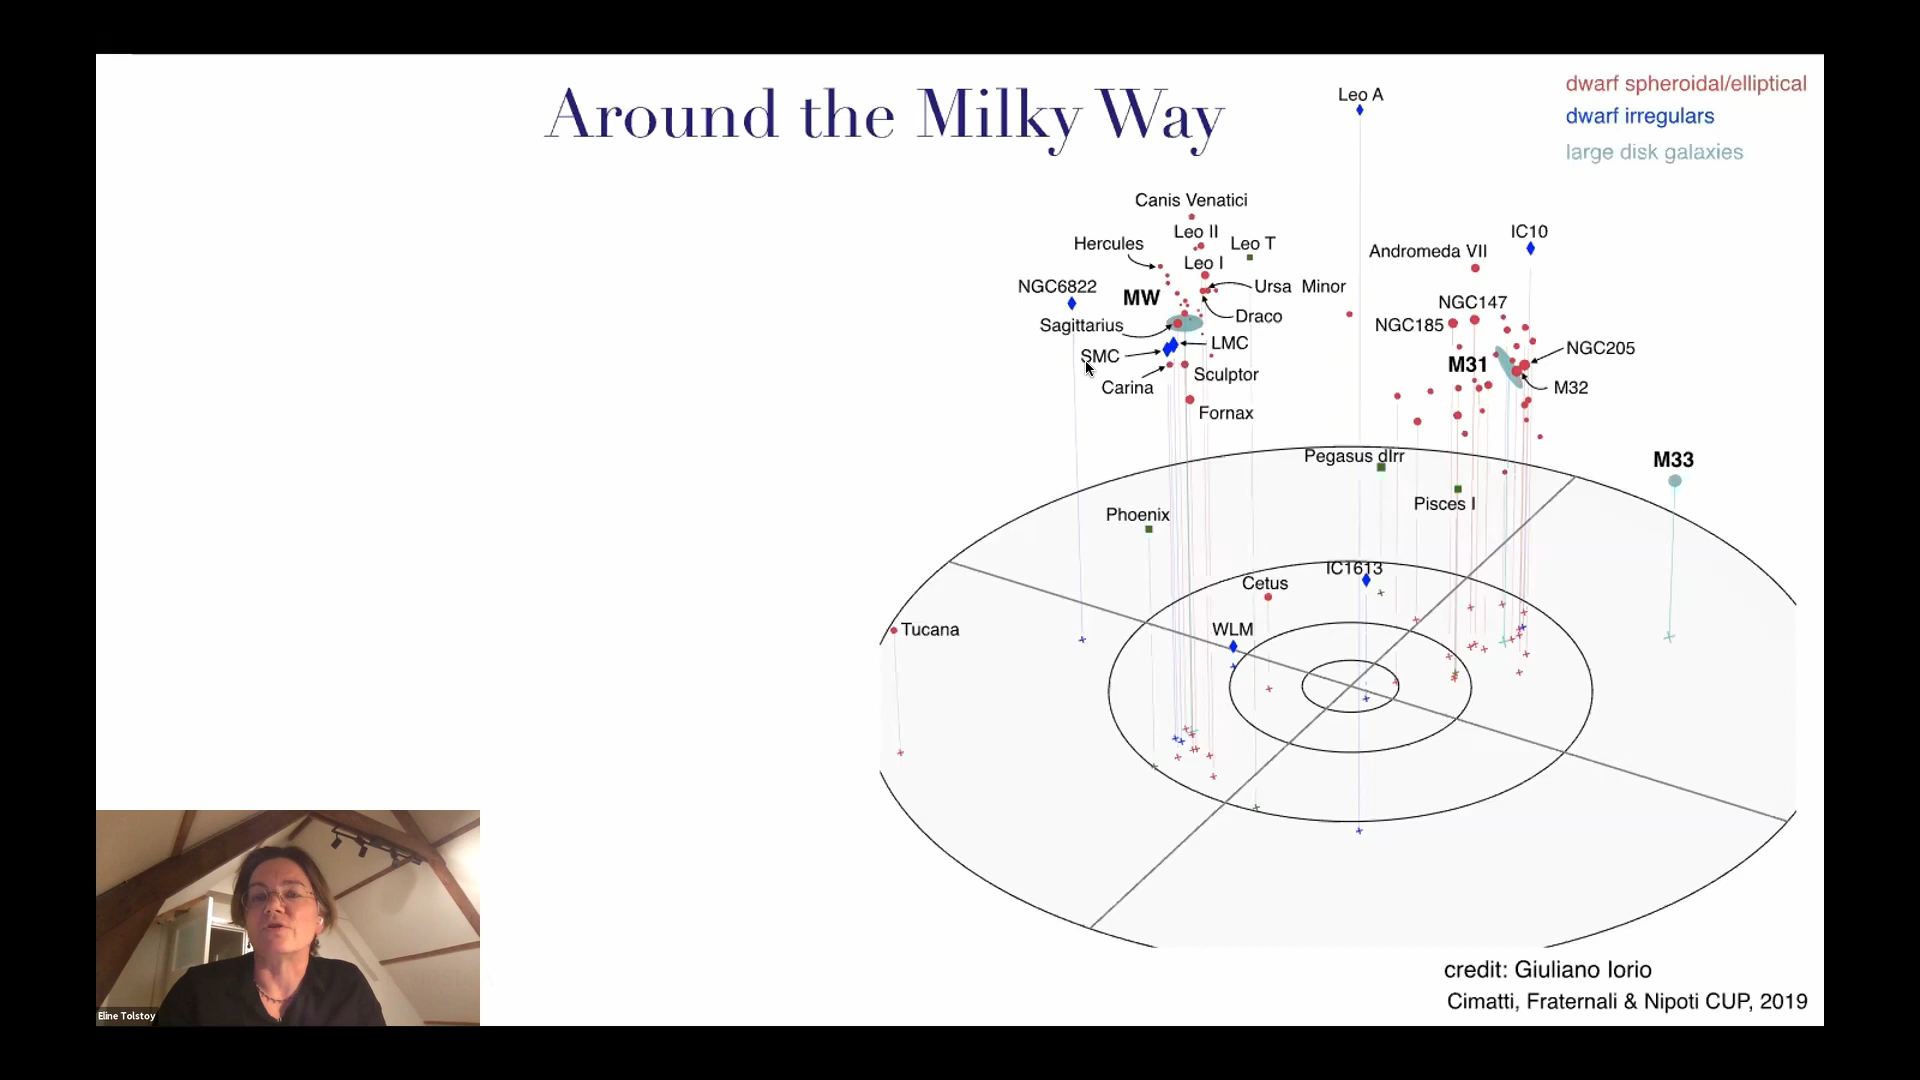 Around the Milky Way
dwarf spheroidal/elliptical
dwarf irregulars
large disk galaxies
Leo A
Canis Venatici
Leo II
Hercules
Leo T
Leo I
IC10
Andromeda VII
NGC6822
MW
Ursa Minor
NGC147
Sagittarius
Draco
NGC185
SMC
LMC
NGC205
M31
Carina
Sculptor
M32
Fornax
Pegasus dIrr
M33
Pisces I
Phoenix
IC1613
Cetus
Tucana
WLM
credit: Giuliano Iorio
Cimatti, Fraternali & Nipoti CUP, 2019
Eline Tolstoy